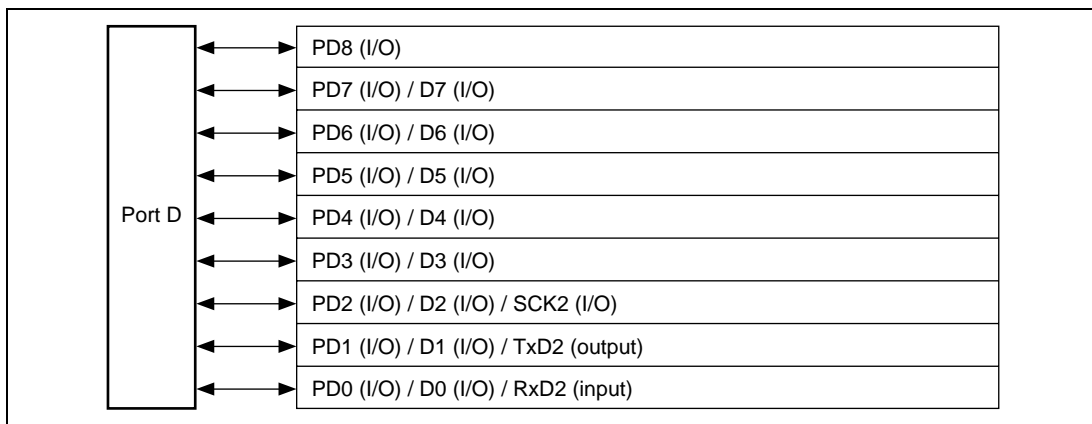 Port D
PD8 (I/O)
PD7 (I/O) / D7 (I/O)
PD6 (I/O) / D6 (I/O)
PD5 (I/O) / D5 (I/O)
PD4 (I/O) / D4 (I/O)
PD3 (I/O) / D3 (I/O)
PD2 (I/O) / D2 (I/O) / SCK2 (I/O)
PD1 (I/O) / D1 (I/O) / TxD2 (output)
PD0 (I/O) / D0 (I/O) / RxD2 (input)